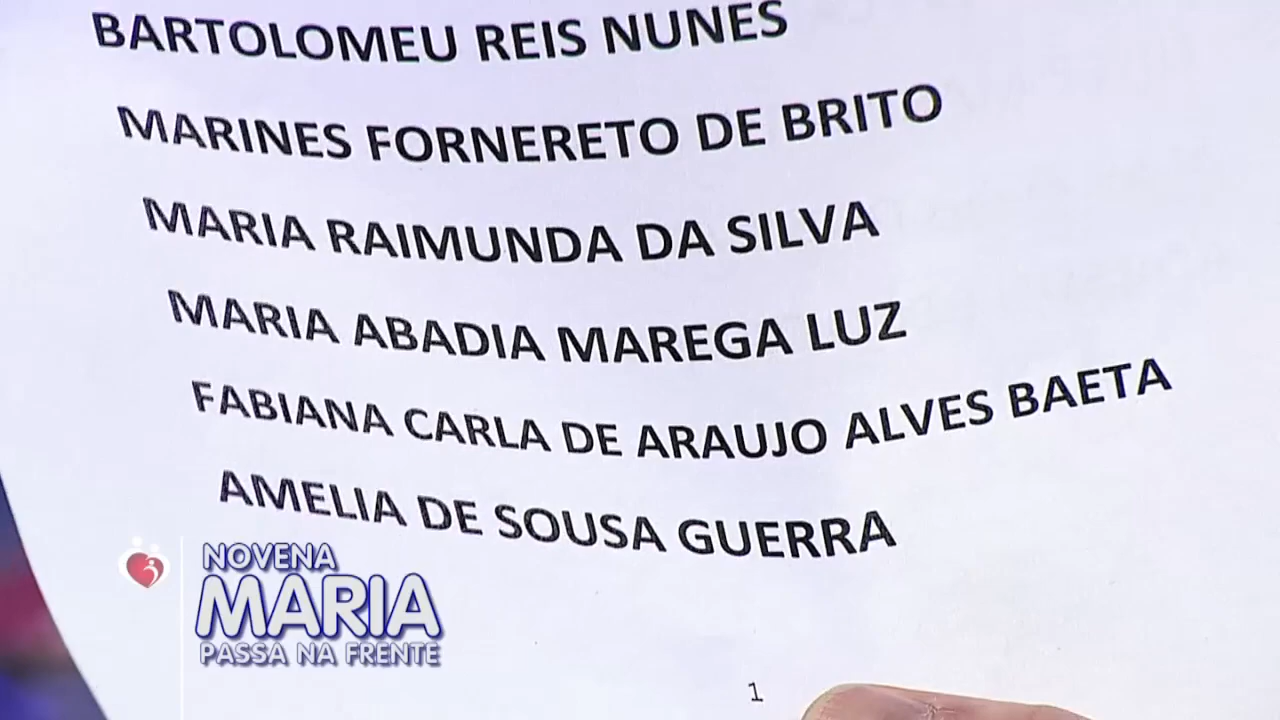 BARTOLOMEU REIS NUNES
MARINES FORNERETO DE BRITO
MARIA RAIMUNDA DA SILVA
MARIA ABADIA MAREGA LUZ
FABIANA CARLA DE ARAUJO ALVES BAETA
AMELIA DE SOUSA GUERRA
NOVENA
MARIA
PASSA NA FRENTE
1